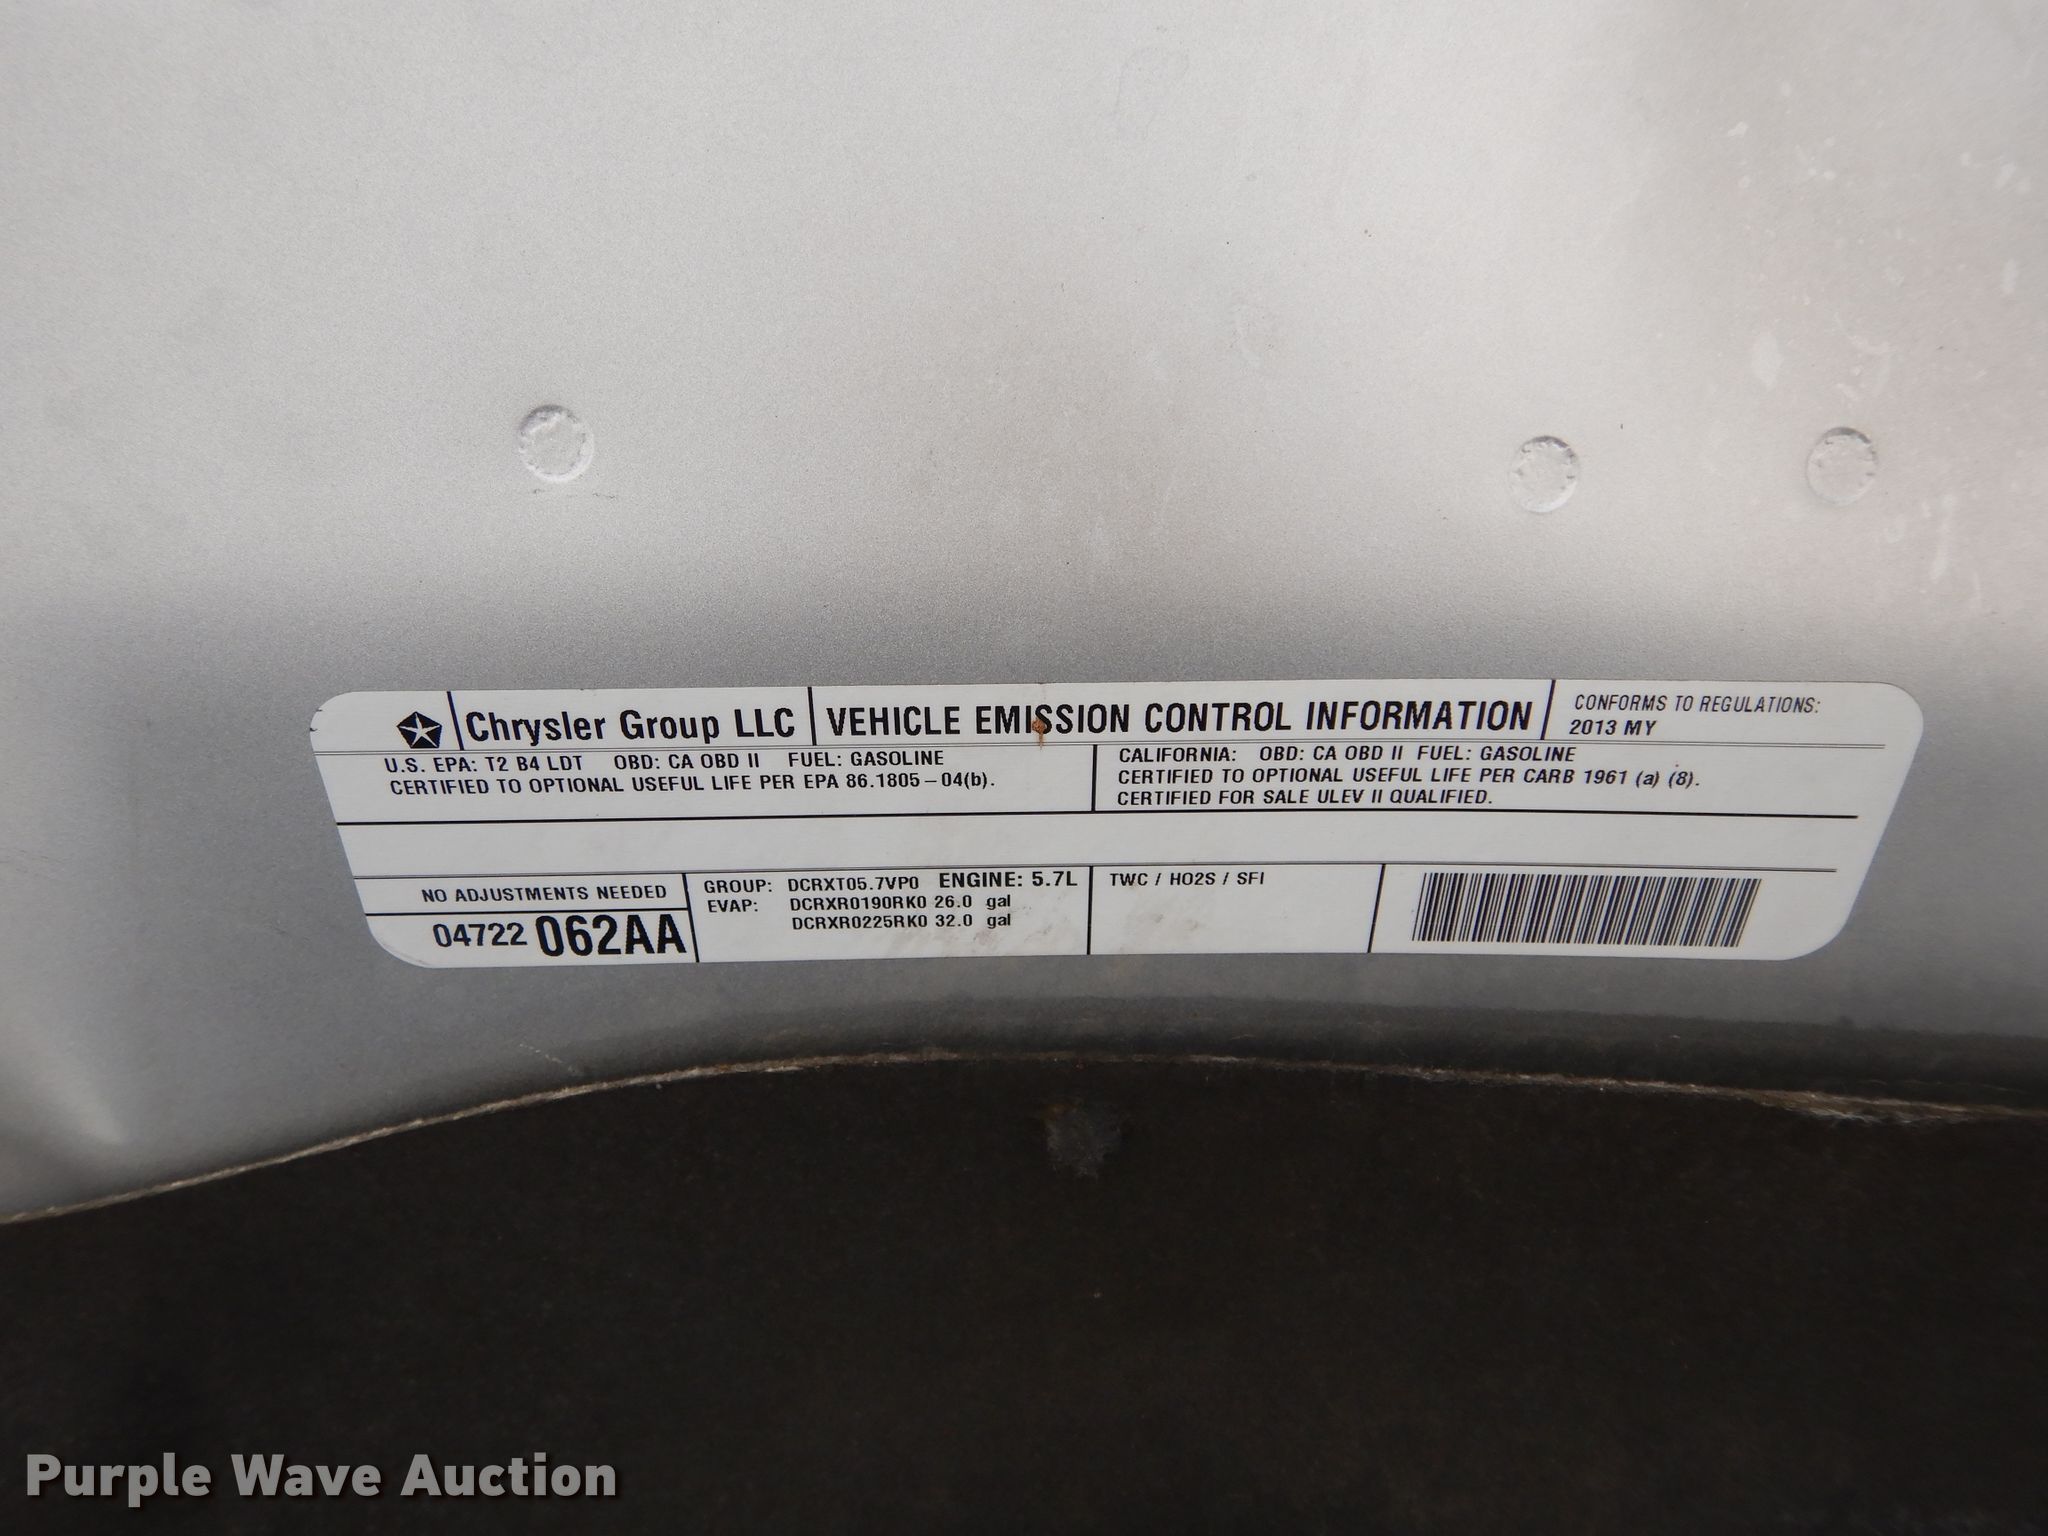 Chrysler Group LLC VEHICLE EMISSION CONTROL INFORMATION
CONFORMS TO REGULATIONS:
2013 MY
U.S. EPA: T2 B4 LDT OBD: CA OBD II FUEL: GASOLINE
CERTIFIED TO OPTIONAL USEFUL LIFE PER EPA 86.1805-04(b).
CALIFORNIA: OBD: CA OBD II FUEL: GASOLINE
CERTIFIED TO OPTIONAL USEFUL LIFE PER CARB 1961 (a) (8).
CERTIFIED FOR SALE ULEV II QUALIFIED.
NO ADJUSTMENTS NEEDED
04722 062AA
GROUP: DCRXT05.7VP0 ENGINE: 5.7L
EVAP: DCRXR0190RK0 26.0 gal
DCRXR0225RK0 32.0 gal
TWC / HO2S / SFI
Purple Wave Auction